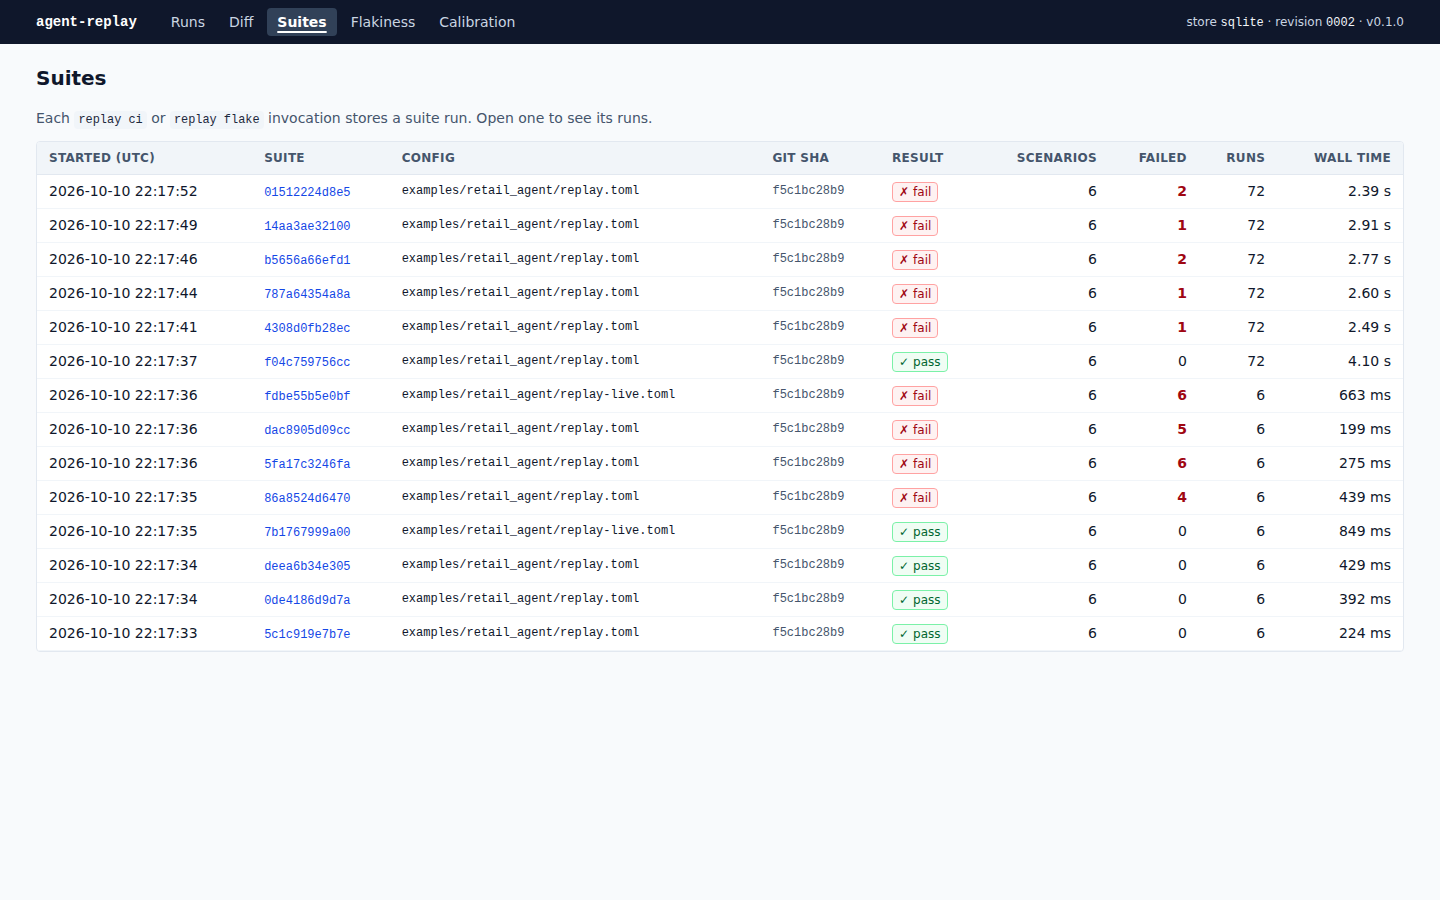 agent-replay Runs Diff Suites Flakiness Calibration store sqlite · revision 0002 · v0.1.0
Suites
Each replay ci or replay flake invocation stores a suite run. Open one to see its runs.
STARTED (UTC) SUITE CONFIG GIT SHA RESULT SCENARIOS FAILED RUNS WALL TIME
2026-10-10 22:17:52 01512224d8e5 examples/retail_agent/replay.toml f5c1bc28b9 ✗ fail 6 2 72 2.39 s
2026-10-10 22:17:49 14aa3ae32100 examples/retail_agent/replay.toml f5c1bc28b9 ✗ fail 6 1 72 2.91 s
2026-10-10 22:17:46 b5656a66efd1 examples/retail_agent/replay.toml f5c1bc28b9 ✗ fail 6 2 72 2.77 s
2026-10-10 22:17:44 787a64354a8a examples/retail_agent/replay.toml f5c1bc28b9 ✗ fail 6 1 72 2.60 s
2026-10-10 22:17:41 4308d0fb28ec examples/retail_agent/replay.toml f5c1bc28b9 ✗ fail 6 1 72 2.49 s
2026-10-10 22:17:37 f04c759756cc examples/retail_agent/replay.toml f5c1bc28b9 ✓ pass 6 0 72 4.10 s
2026-10-10 22:17:36 fdbe55b5e0bf examples/retail_agent/replay-live.toml f5c1bc28b9 ✗ fail 6 6 6 663 ms
2026-10-10 22:17:36 dac8905d09cc examples/retail_agent/replay.toml f5c1bc28b9 ✗ fail 6 5 6 199 ms
2026-10-10 22:17:36 5fa17c3246fa examples/retail_agent/replay.toml f5c1bc28b9 ✗ fail 6 6 6 275 ms
2026-10-10 22:17:35 86a8524d6470 examples/retail_agent/replay.toml f5c1bc28b9 ✗ fail 6 4 6 439 ms
2026-10-10 22:17:35 7b1767999a00 examples/retail_agent/replay-live.toml f5c1bc28b9 ✓ pass 6 0 6 849 ms
2026-10-10 22:17:34 deea6b34e305 examples/retail_agent/replay.toml f5c1bc28b9 ✓ pass 6 0 6 429 ms
2026-10-10 22:17:34 0de4186d9d7a examples/retail_agent/replay.toml f5c1bc28b9 ✓ pass 6 0 6 392 ms
2026-10-10 22:17:33 5c1c919e7b7e examples/retail_agent/replay.toml f5c1bc28b9 ✓ pass 6 0 6 224 ms